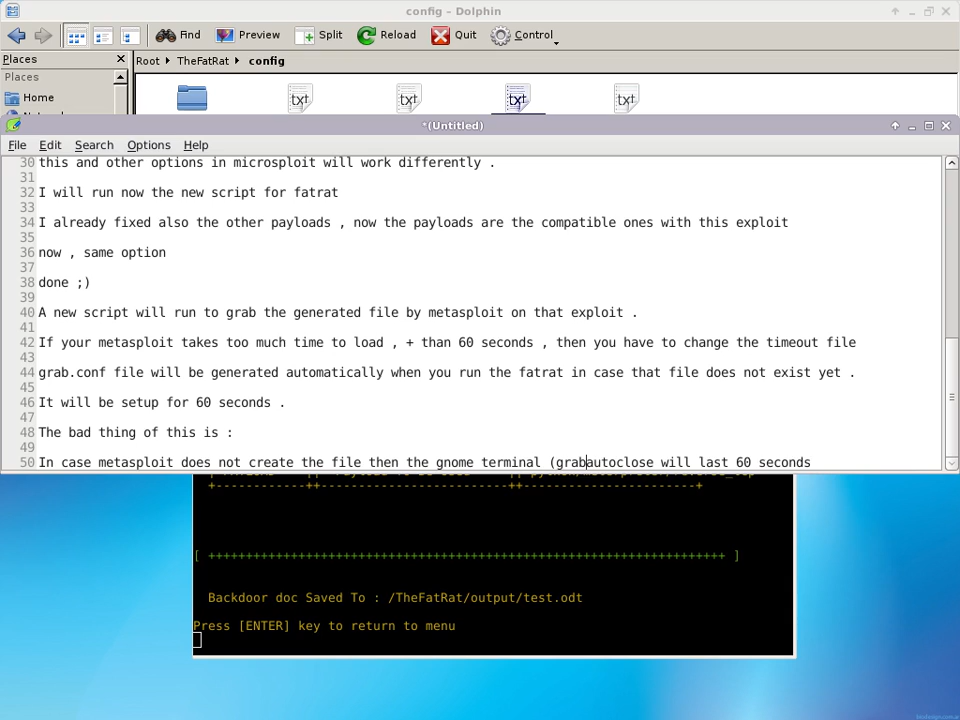 config - Dolphin
Find Preview Split Reload Quit Control
Places
Root TheFatRat config
Places
Home
txt txt txt txt
*(Untitled)
File Edit Search Options Help
30 this and other options in microsploit will work differently .
31
32 I will run now the new script for fatrat
33
34 I already fixed also the other payloads , now the payloads are the compatible ones with this exploit
35
36 now , same option
37
38 done ;)
39
40 A new script will run to grab the generated file by metasploit on that exploit .
41
42 If your metasploit takes too much time to load , + than 60 seconds , then you have to change the timeout file
43
44 grab.conf file will be generated automatically when you run the fatrat in case that file does not exist yet .
45
46 It will be setup for 60 seconds .
47
48 The bad thing of this is :
49
50 In case metasploit does not create the file then the gnome terminal (grabautoclose will last 60 seconds
+------------++---------------------------++-----------------------+
[ +++++++++++++++++++++++++++++++++++++++++++++++++++++++++++++++++++++ ]
Backdoor doc Saved To : /TheFatRat/output/test.odt
Press [ENTER] key to return to menu